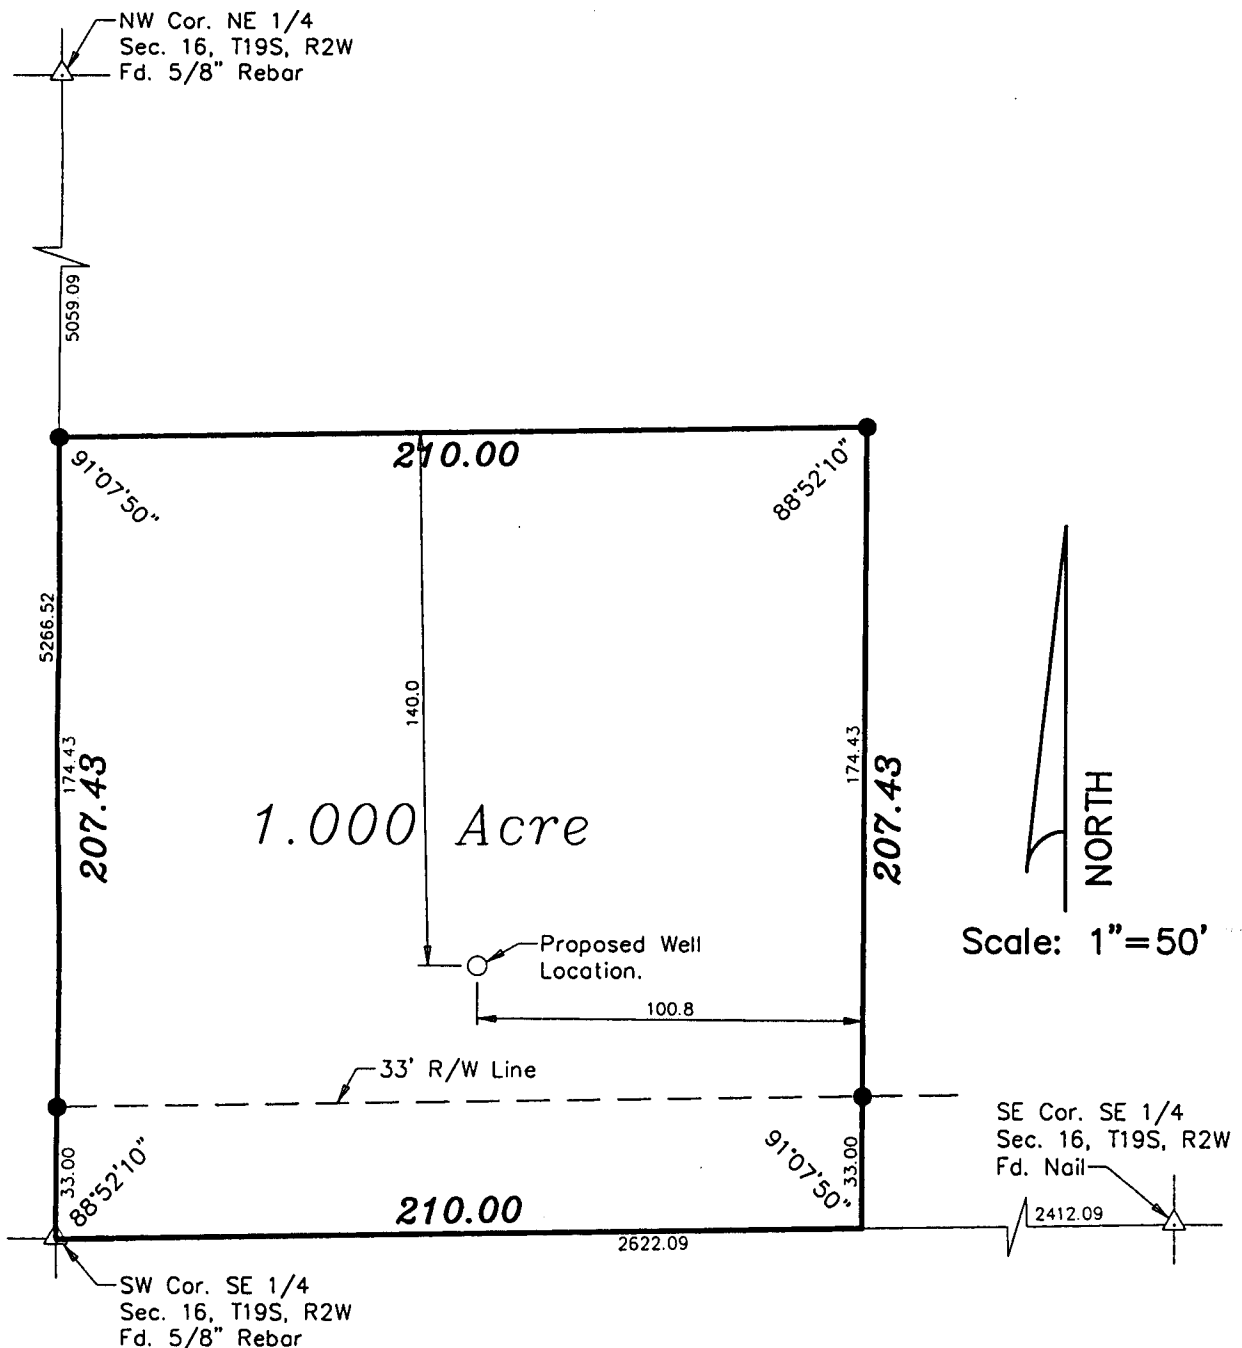 NW Cor. NE 1/4
Sec. 16, T19S, R2W
Fd. 5/8" Rebar
5059.09
210.00
91°07'50"
88°52'10"
5266.52
140.0
174.43
207.43
174.43
207.43
1.000 Acre
NORTH
Scale: 1"=50'
Proposed Well
Location.
100.8
33' R/W Line
33.00
88°52'10"
91°07'50"
33.00
210.00
2622.09
SE Cor. SE 1/4
Sec. 16, T19S, R2W
Fd. Nail
2412.09
SW Cor. SE 1/4
Sec. 16, T19S, R2W
Fd. 5/8" Rebar